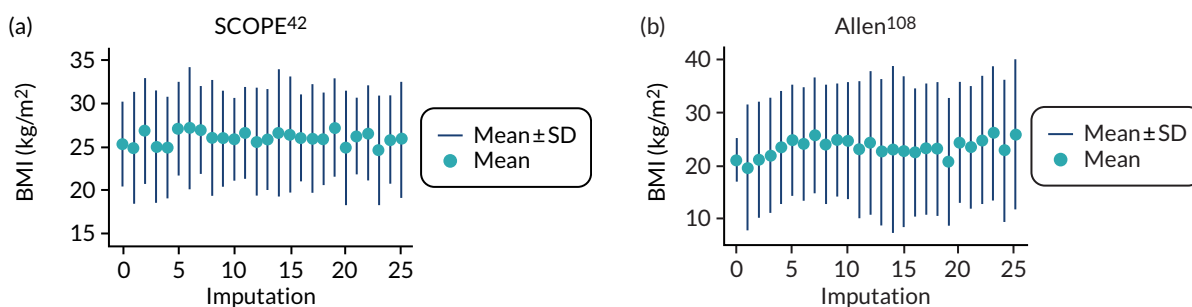 (a)
SCOPE42
BMI (kg/m2)
35
30
25
20
15
0 5 10 15 20 25
Imputation
Mean±SD
Mean
(b)
Allen108
BMI (kg/m2)
40
30
20
10
0 5 10 15 20 25
Imputation
Mean±SD
Mean